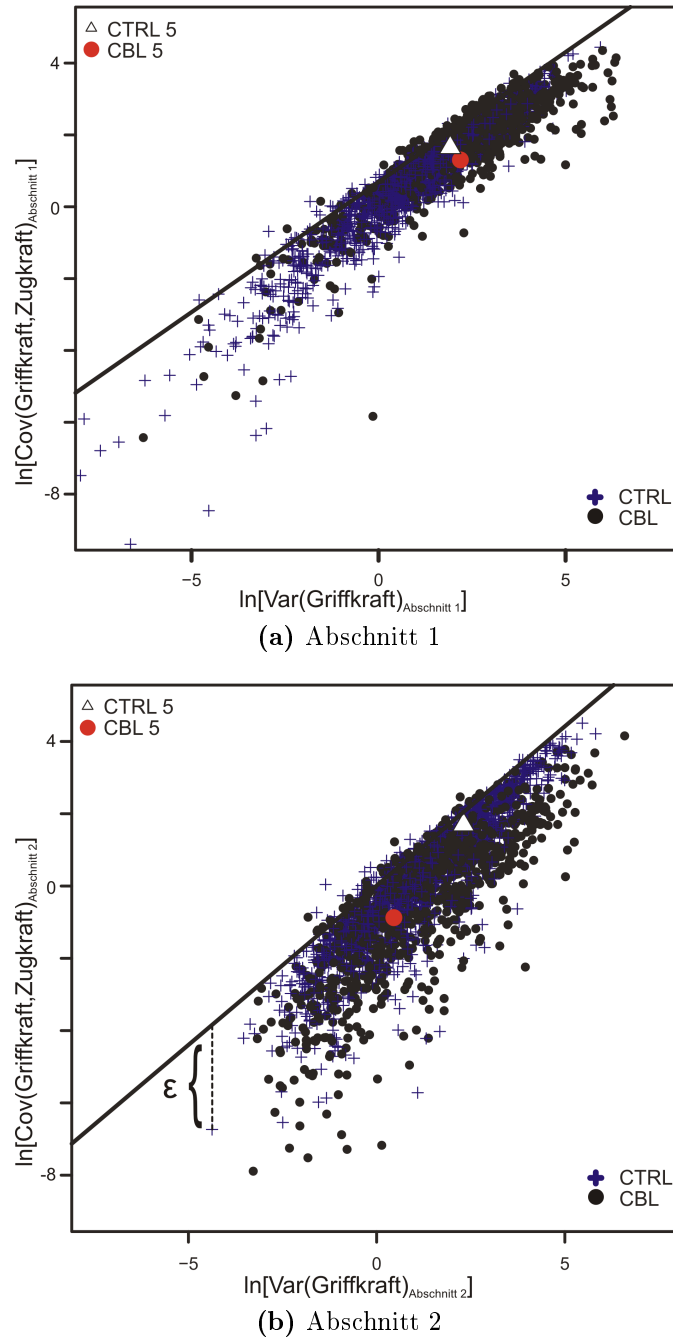 CTRL 5
CBL 5
4
0
-8
ln[Cov(Griffkraft,Zugkraft)Abschnitt 1]
CTRL
CBL
−5
0
5
ln[Var(Griffkraft)Abschnitt 1]
(a) Abschnitt 1
CTRL 5
CBL 5
4
0
-8
ln[Cov(Griffkraft,Zugkraft)Abschnitt 2]
ε {
CTRL
CBL
−5
0
5
ln[Var(Griffkraft)Abschnitt 2]
(b) Abschnitt 2